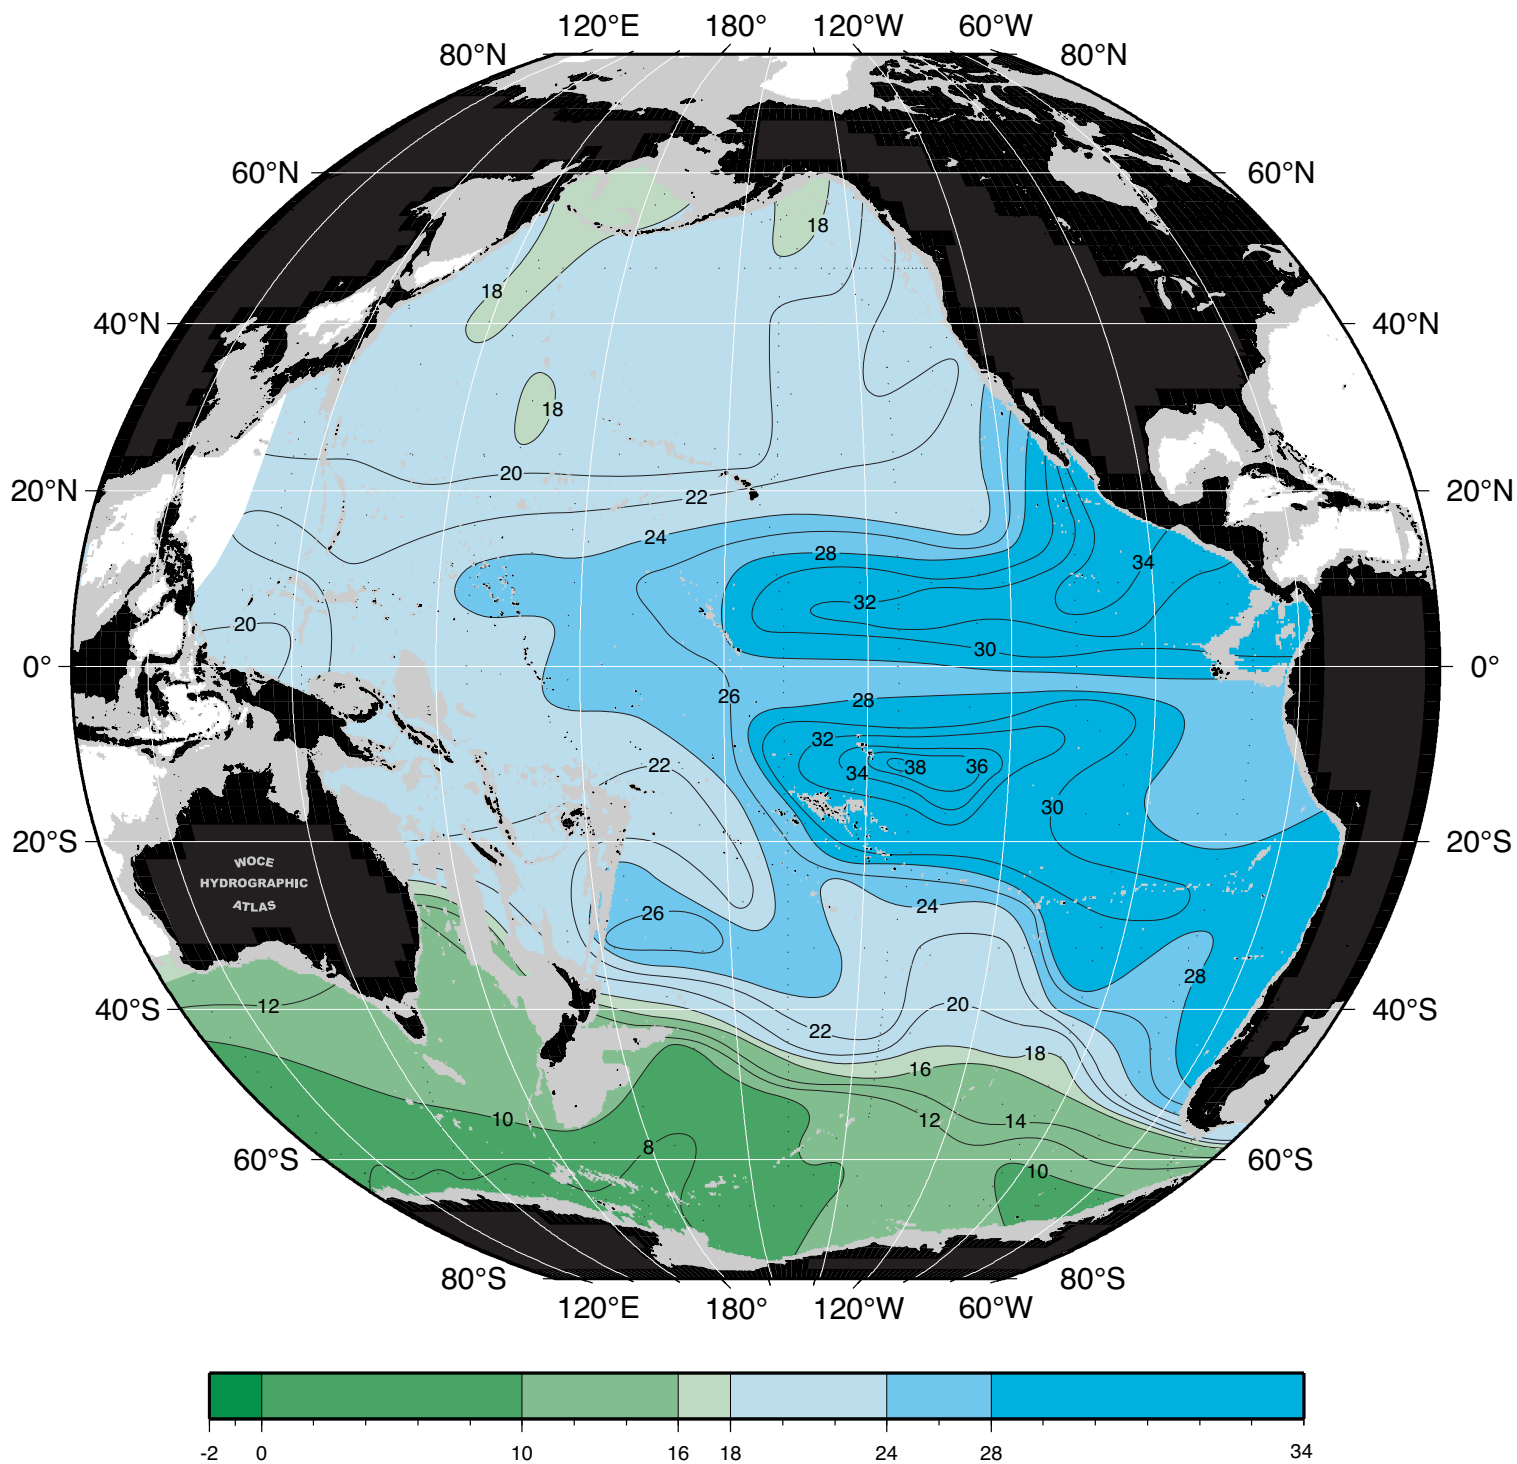 120°E 180° 120°W 60°W
80°N 80°N
60°N 60°N
18
18
40°N 40°N
18
20
20°N 22 20°N
24
28
34
32
20
30
0° 0°
26 28
32
22 34 38 36
30
20°S 20°S
WOCE
HYDROGRAPHIC
ATLAS
24
26
28
12 20
40°S 40°S
22
18
16
10 12 14
8
60°S 60°S
10
80°S 80°S
120°E 180° 120°W 60°W
-2 0 10 16 18 24 28 34